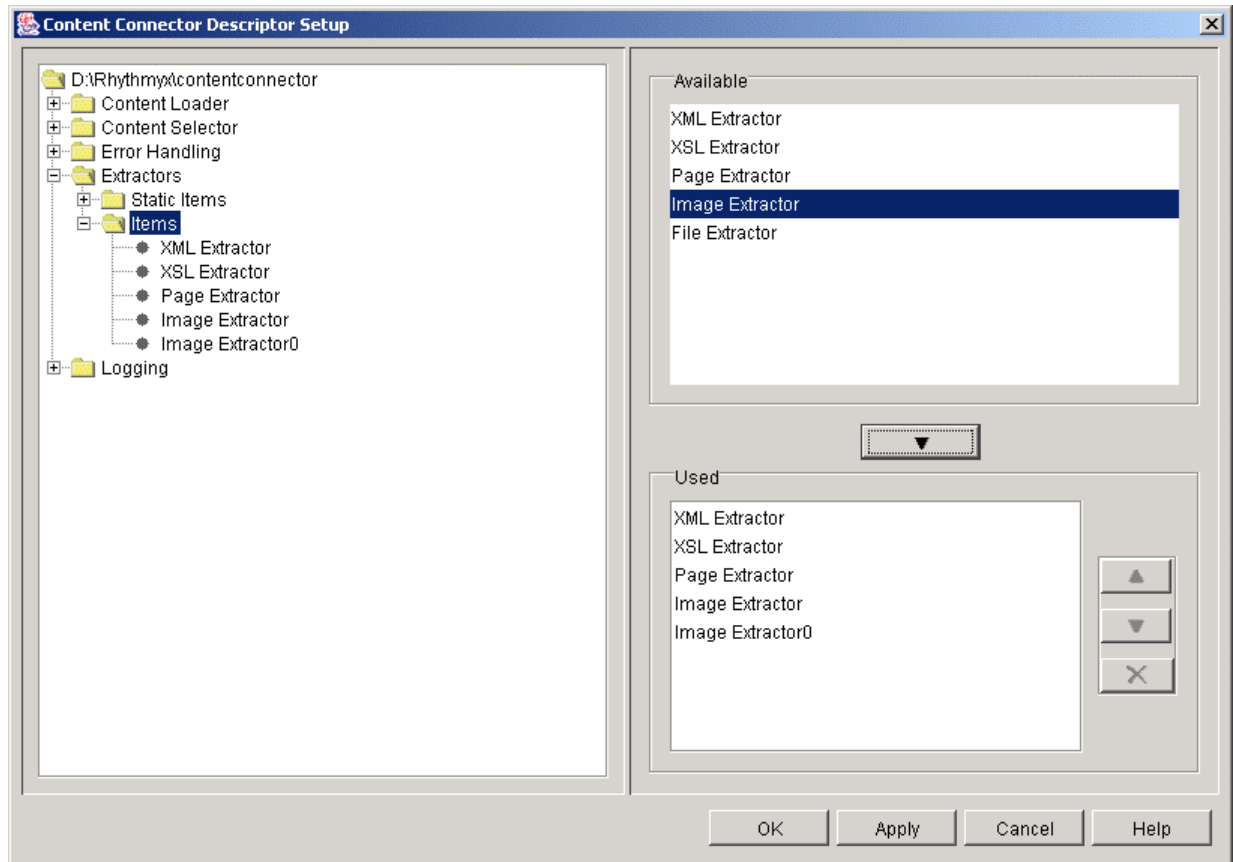 Content Connector Descriptor Setup
D:\Rhythmyx\contentconnector
Content Loader
Content Selector
Error Handling
Extractors
Static Items
Items
XML Extractor
XSL Extractor
Page Extractor
Image Extractor
Image Extractor0
Logging
Available
XML Extractor
XSL Extractor
Page Extractor
Image Extractor
File Extractor
Used
XML Extractor
XSL Extractor
Page Extractor
Image Extractor
Image Extractor0
OK Apply Cancel Help